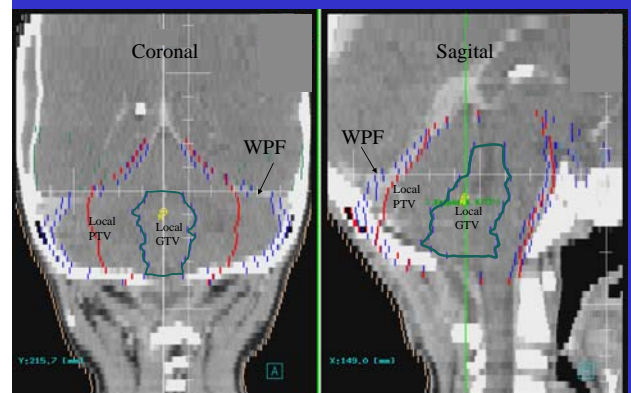 Coronal
WPF
Local
PTV
Local
GTV
Y:215.7 [mm]
A
Sagital
WPF
Local
PTV
Local
GTV
X:149.0 [mm]